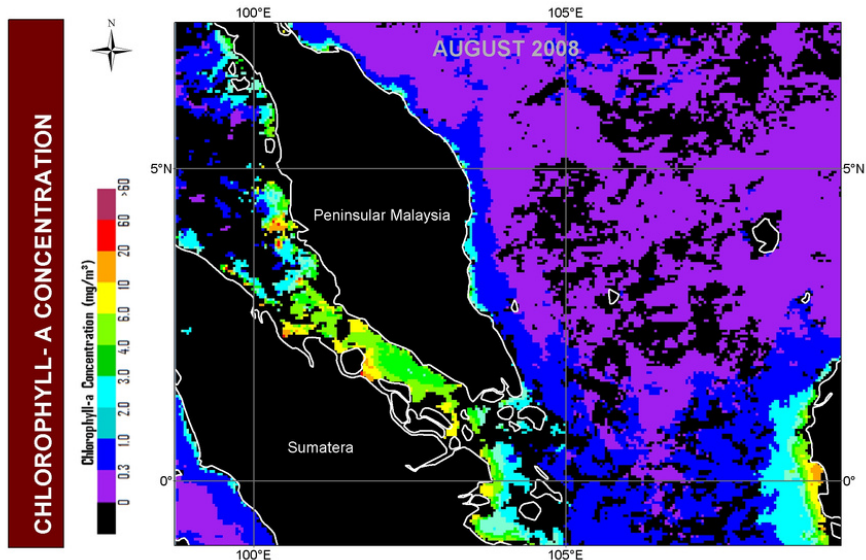 CHLOROPHYLL- A CONCENTRATION
N
100°E
105°E
AUGUST 2008
5°N
5°N
Peninsular Malaysia
Sumatera
Chlorophyll-a Concentration (mg/m³)
>60
60
20
10
6.0
4.0
3.0
2.0
1.0
0.3
0
0°
0°
100°E
105°E